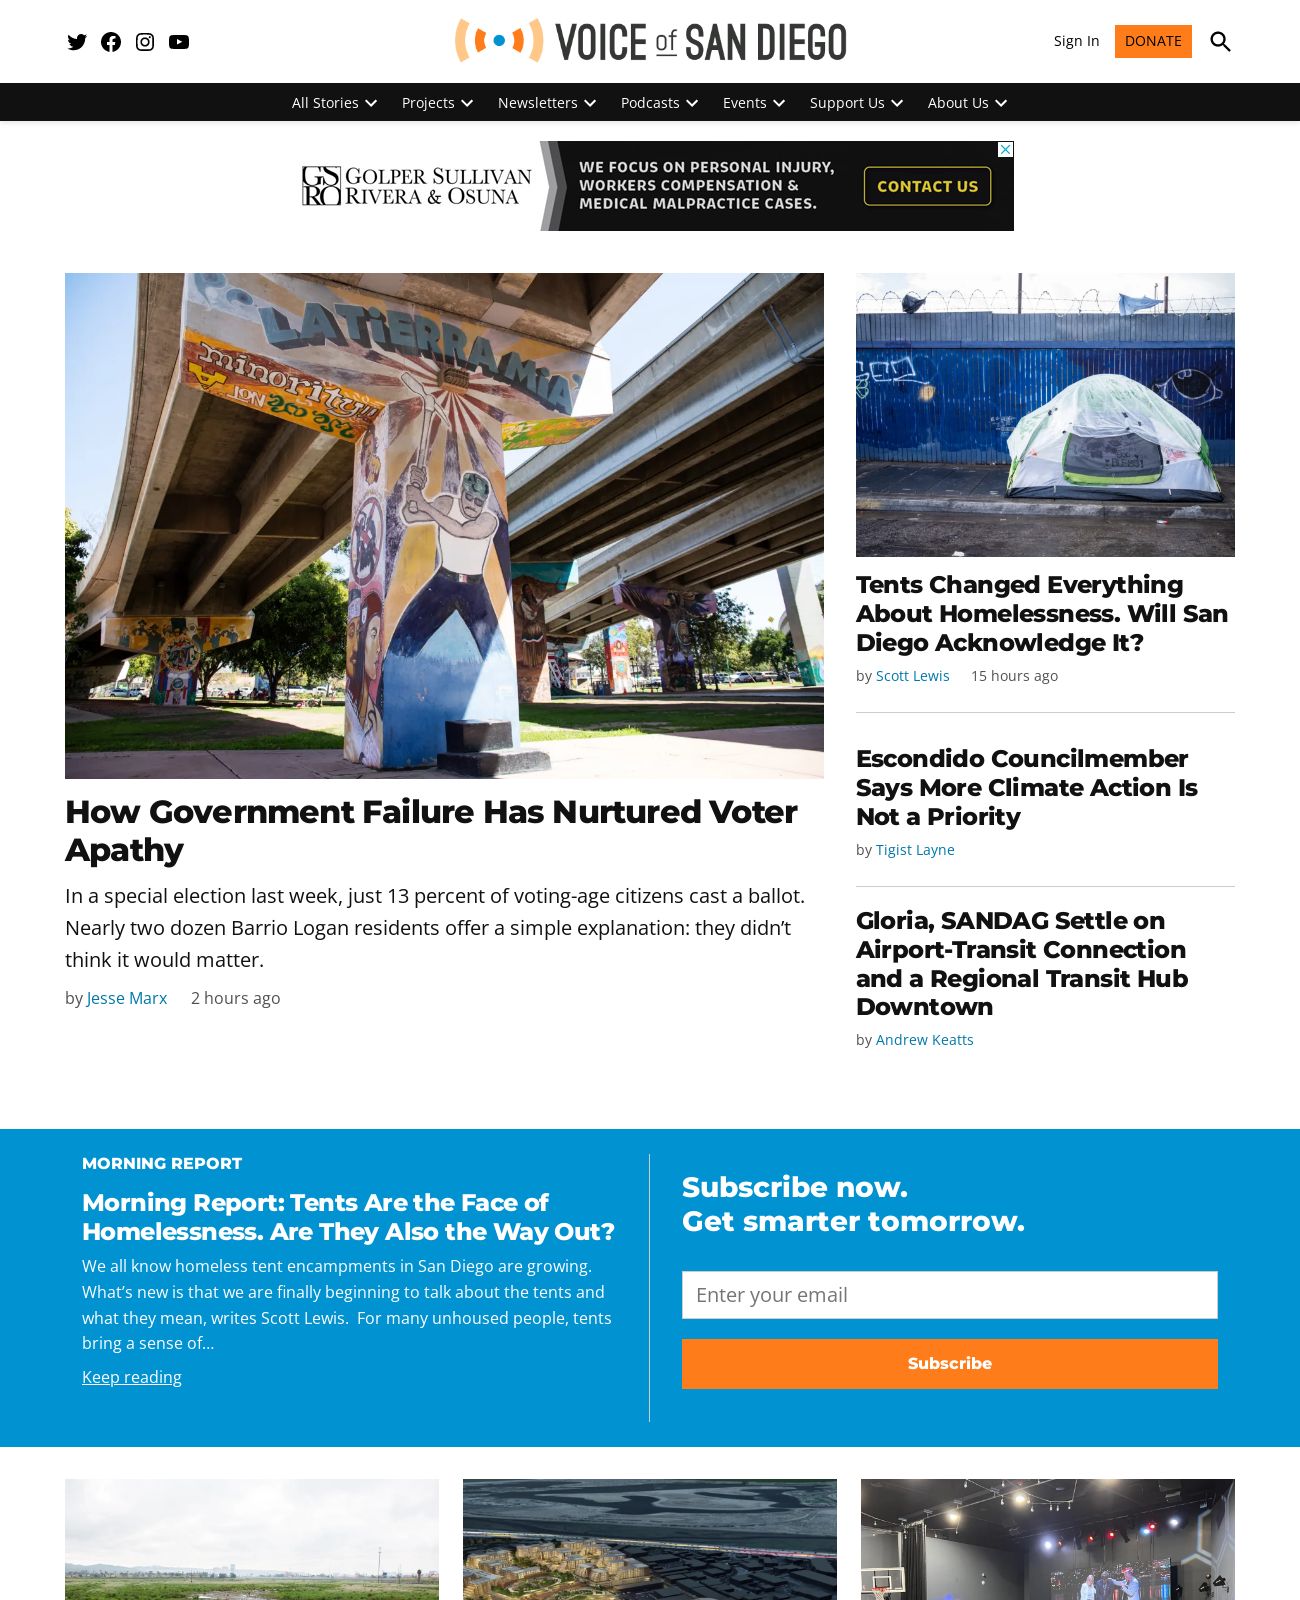 VOICE of SAN DIEGO
Sign In
DONATE
All Stories
Projects
Newsletters
Podcasts
Events
Support Us
About Us
GOLPER SULLIVAN
RIVERA & OSUNA
WE FOCUS ON PERSONAL INJURY,
WORKERS COMPENSATION &
MEDICAL MALPRACTICE CASES.
CONTACT US
LA TIERRA MIA
minority!!
How Government Failure Has Nurtured Voter
Apathy
In a special election last week, just 13 percent of voting-age citizens cast a ballot.
Nearly two dozen Barrio Logan residents offer a simple explanation: they didn’t
think it would matter.
by Jesse Marx 2 hours ago
Tents Changed Everything
About Homelessness. Will San
Diego Acknowledge It?
by Scott Lewis 15 hours ago
Escondido Councilmember
Says More Climate Action Is
Not a Priority
by Tigist Layne
Gloria, SANDAG Settle on
Airport-Transit Connection
and a Regional Transit Hub
Downtown
by Andrew Keatts
MORNING REPORT
Morning Report: Tents Are the Face of
Homelessness. Are They Also the Way Out?
We all know homeless tent encampments in San Diego are growing.
What’s new is that we are finally beginning to talk about the tents and
what they mean, writes Scott Lewis.  For many unhoused people, tents
bring a sense of…
Keep reading
Subscribe now.
Get smarter tomorrow.
Enter your email
Subscribe